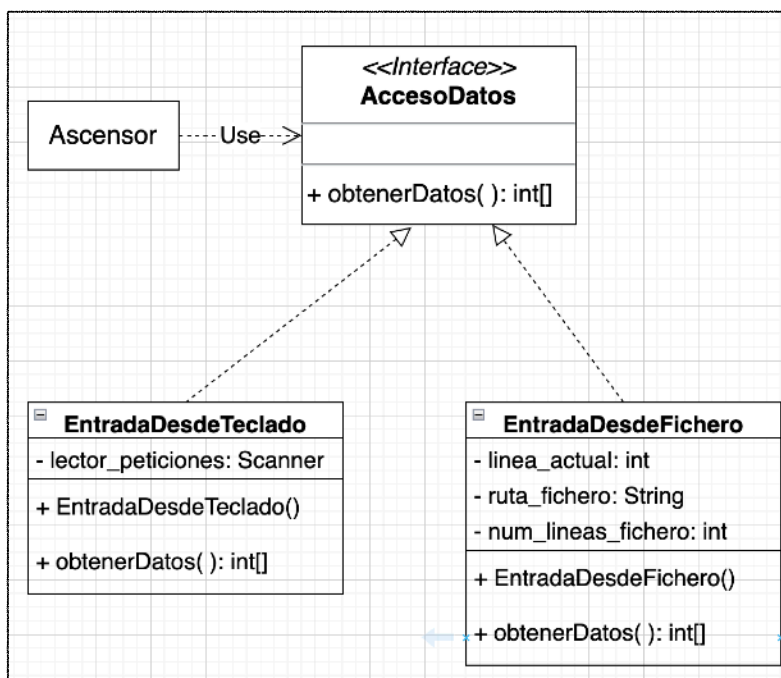 <<Interface>>
AccesoDatos
Ascensor
Use
+ obtenerDatos( ): int[]
EntradaDesdeTeclado
- lector_peticiones: Scanner
+ EntradaDesdeTeclado()
+ obtenerDatos( ): int[]
EntradaDesdeFichero
- linea_actual: int
- ruta_fichero: String
- num_lineas_fichero: int
+ EntradaDesdeFichero()
+ obtenerDatos( ): int[]